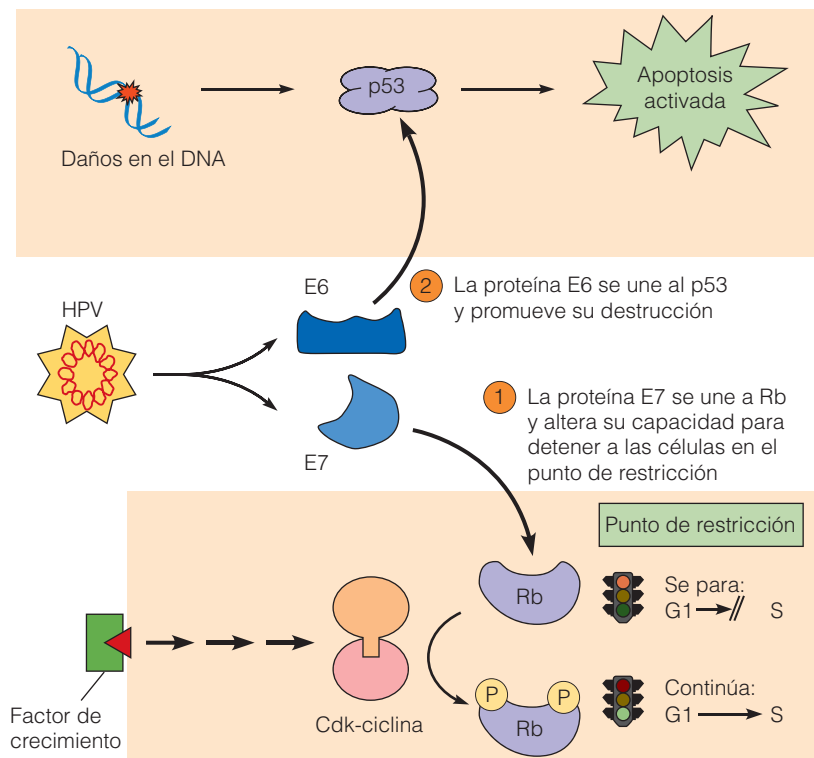 Daños en el DNA
p53
Apoptosis
activada
HPV
E6
2
La proteína E6 se une al p53
y promueve su destrucción
E7
1
La proteína E7 se une a Rb
y altera su capacidad para
detener a las células en el
punto de restricción
Punto de restricción
Factor de
crecimiento
Cdk-ciclina
Rb
Se para:
G1 S
P P
Rb
Continúa:
G1 S